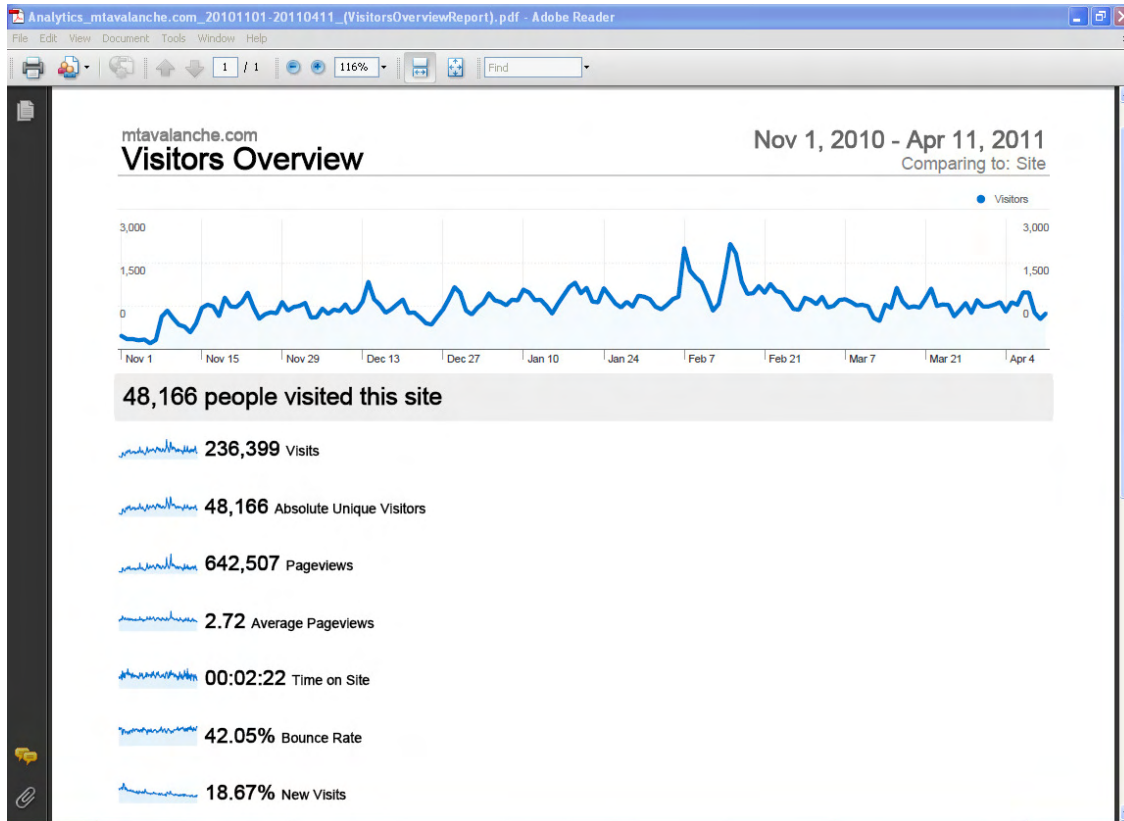 Analytics_mtavalanche.com_20101101-20110411_(VisitorsOverviewReport).pdf - Adobe Reader
File Edit View Document Tools Window Help
1 / 1 116% Find
mtavalanche.com
Visitors Overview
Nov 1, 2010 - Apr 11, 2011
Comparing to: Site
Visitors
3,000 3,000
1,500 1,500
0 0
Nov 1 Nov 15 Nov 29 Dec 13 Dec 27 Jan 10 Jan 24 Feb 7 Feb 21 Mar 7 Mar 21 Apr 4
48,166 people visited this site
236,399 Visits
48,166 Absolute Unique Visitors
642,507 Pageviews
2.72 Average Pageviews
00:02:22 Time on Site
42.05% Bounce Rate
18.67% New Visits